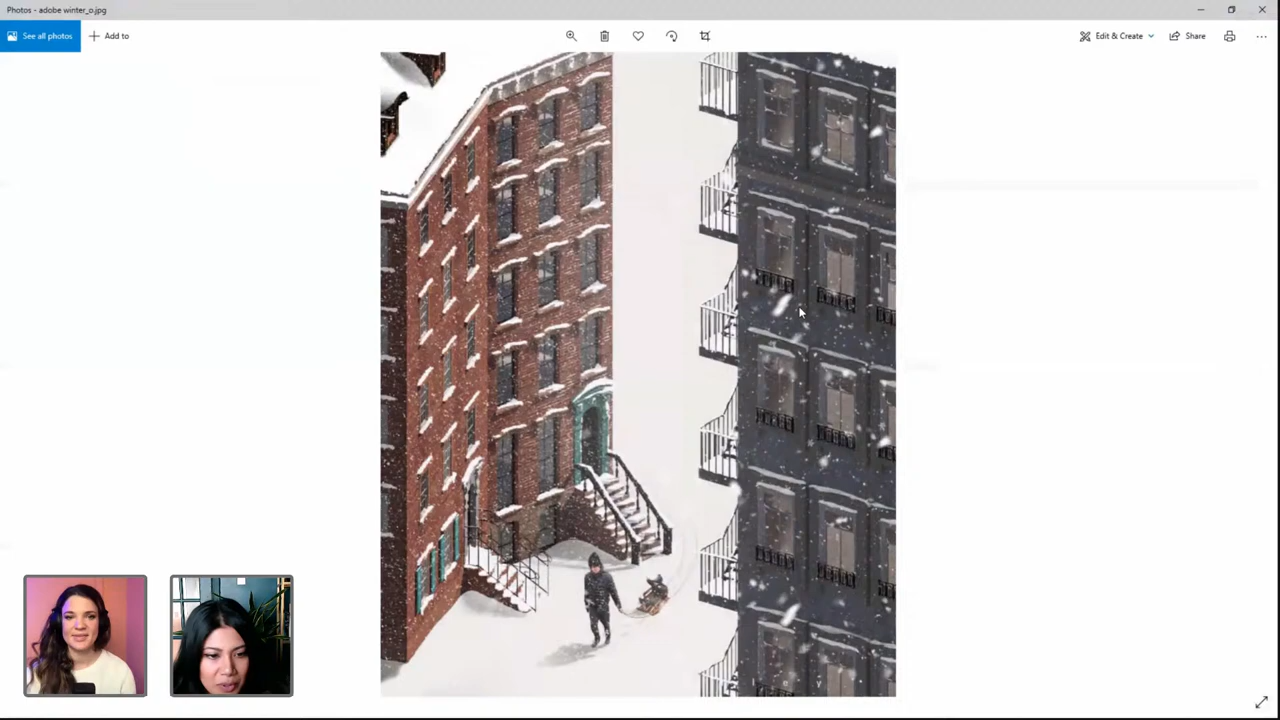 Photos - adobe winter_o.jpg
See all photos
Add to
Edit & Create
Share